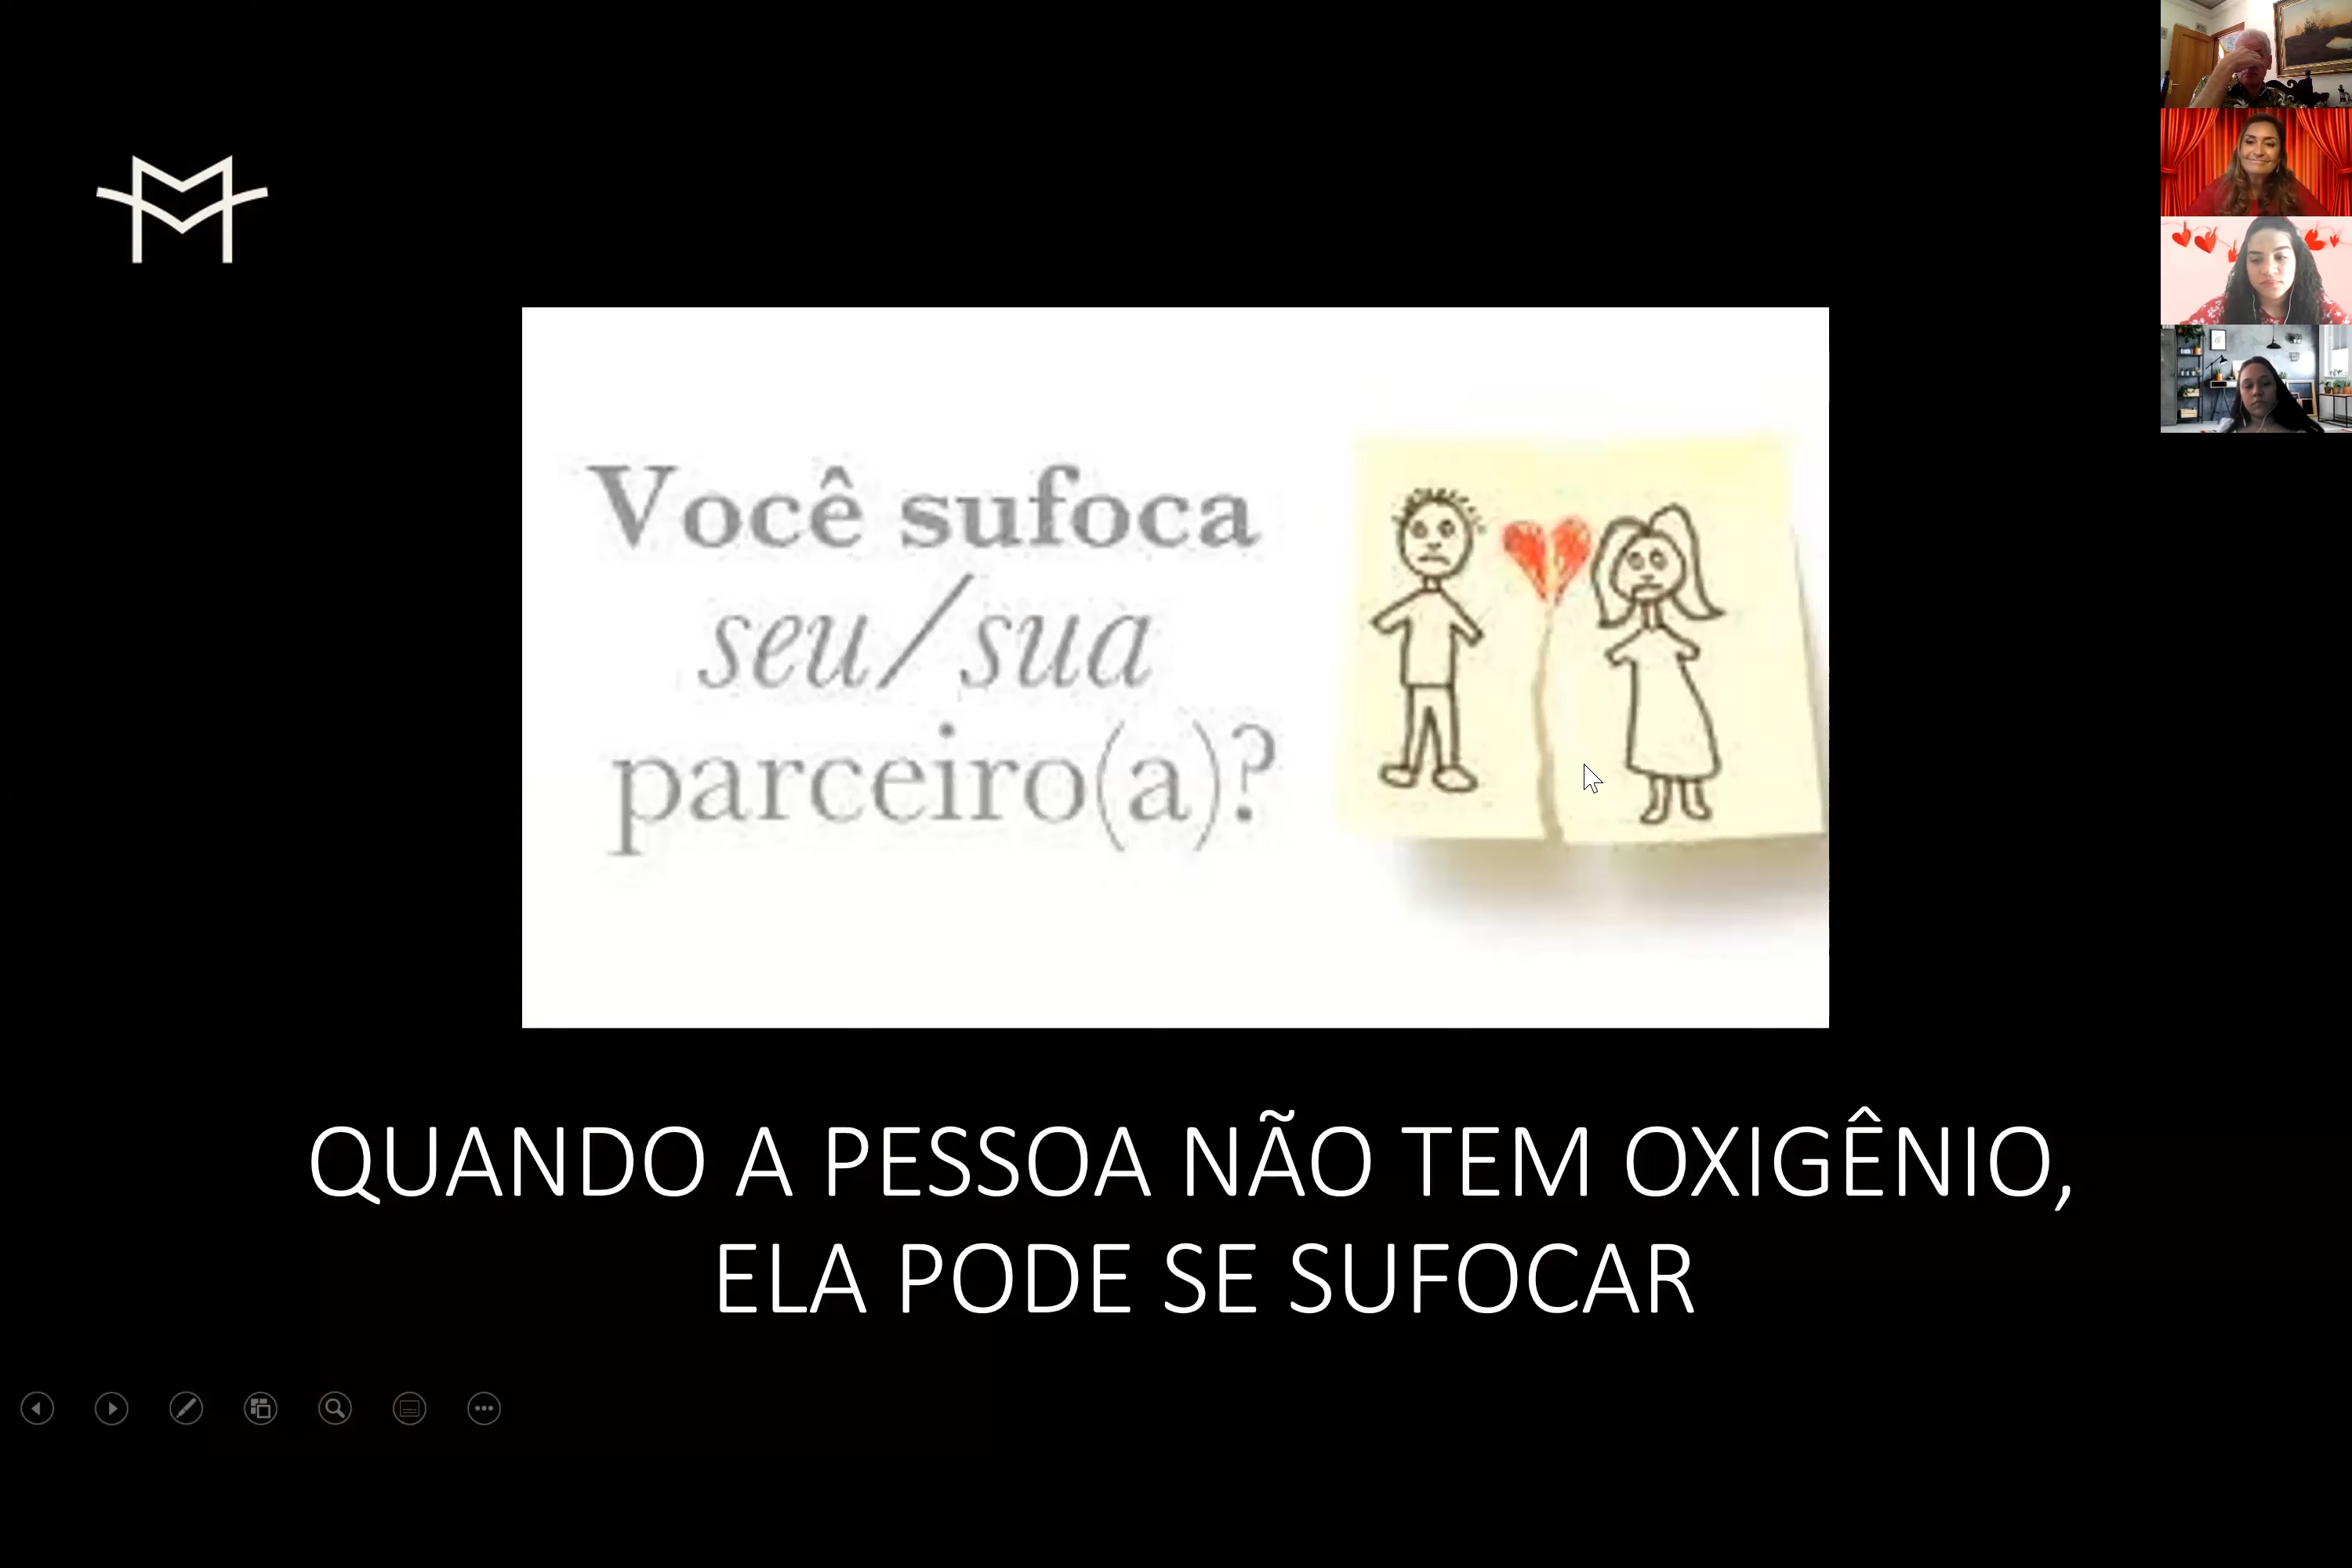 Você sufoca
seu/sua
parceiro(a)?
QUANDO A PESSOA NÃO TEM OXIGÊNIO,
ELA PODE SE SUFOCAR